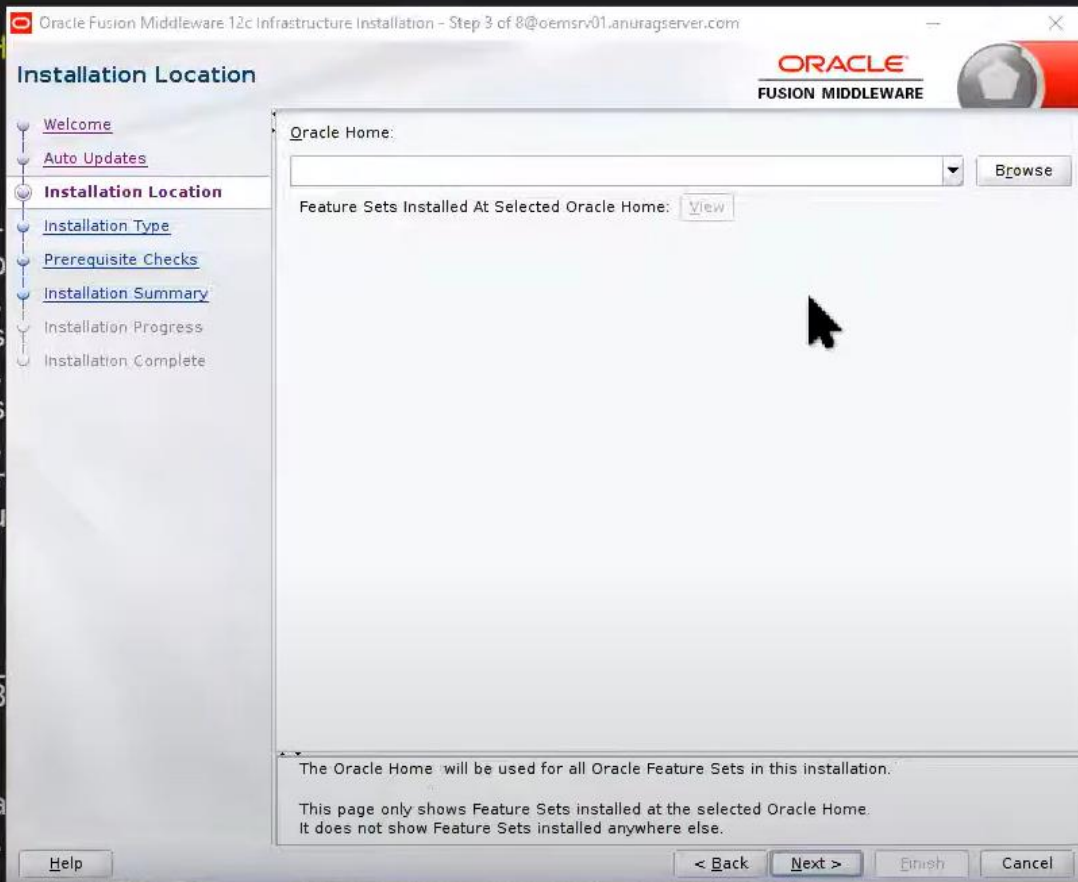 Oracle Fusion Middleware 12c Infrastructure Installation - Step 3 of 8@oemsrv01.anuragserver.com
Installation Location
ORACLE
FUSION MIDDLEWARE
Welcome
Auto Updates
Installation Location
Installation Type
Prerequisite Checks
Installation Summary
Installation Progress
Installation Complete
Oracle Home:
Browse
Feature Sets Installed At Selected Oracle Home: View
The Oracle Home will be used for all Oracle Feature Sets in this installation.
This page only shows Feature Sets installed at the selected Oracle Home.
It does not show Feature Sets installed anywhere else.
Help
< Back Next > Finish Cancel